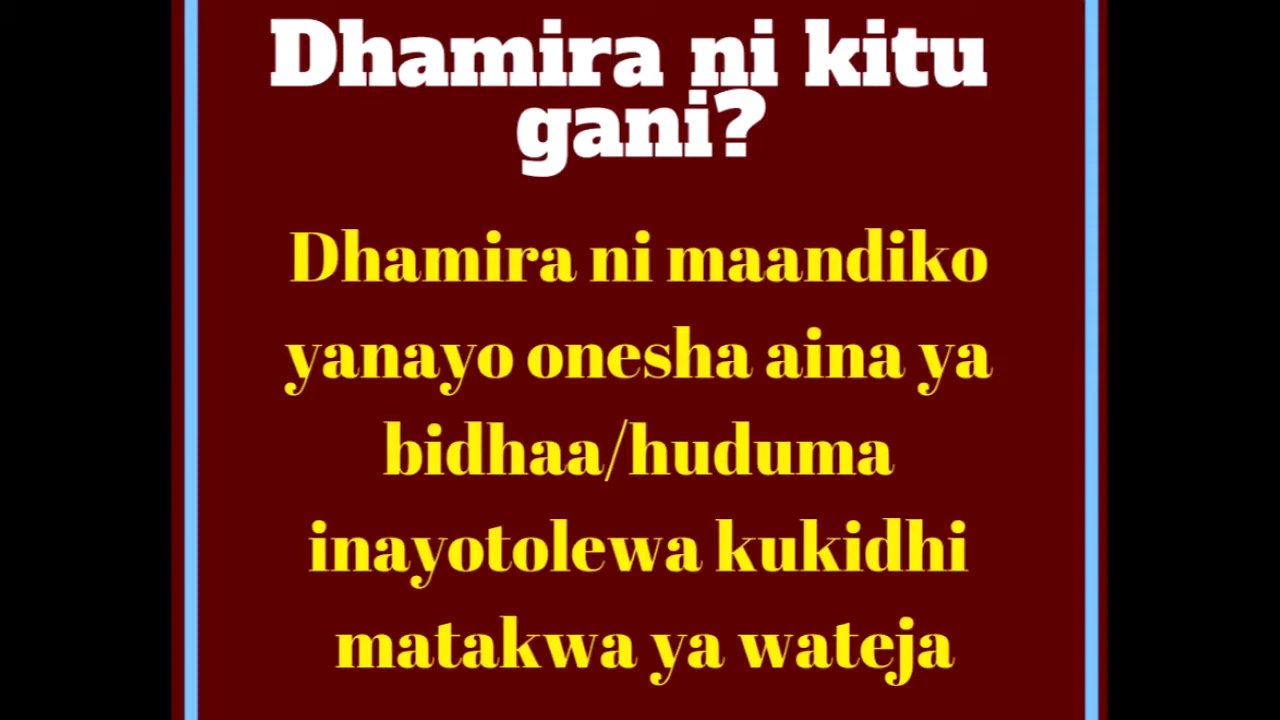 Dhamira ni kitu
gani?
Dhamira ni maandiko
yanayo onesha aina ya
bidhaa/huduma
inayotolewa kukidhi
matakwa ya wateja